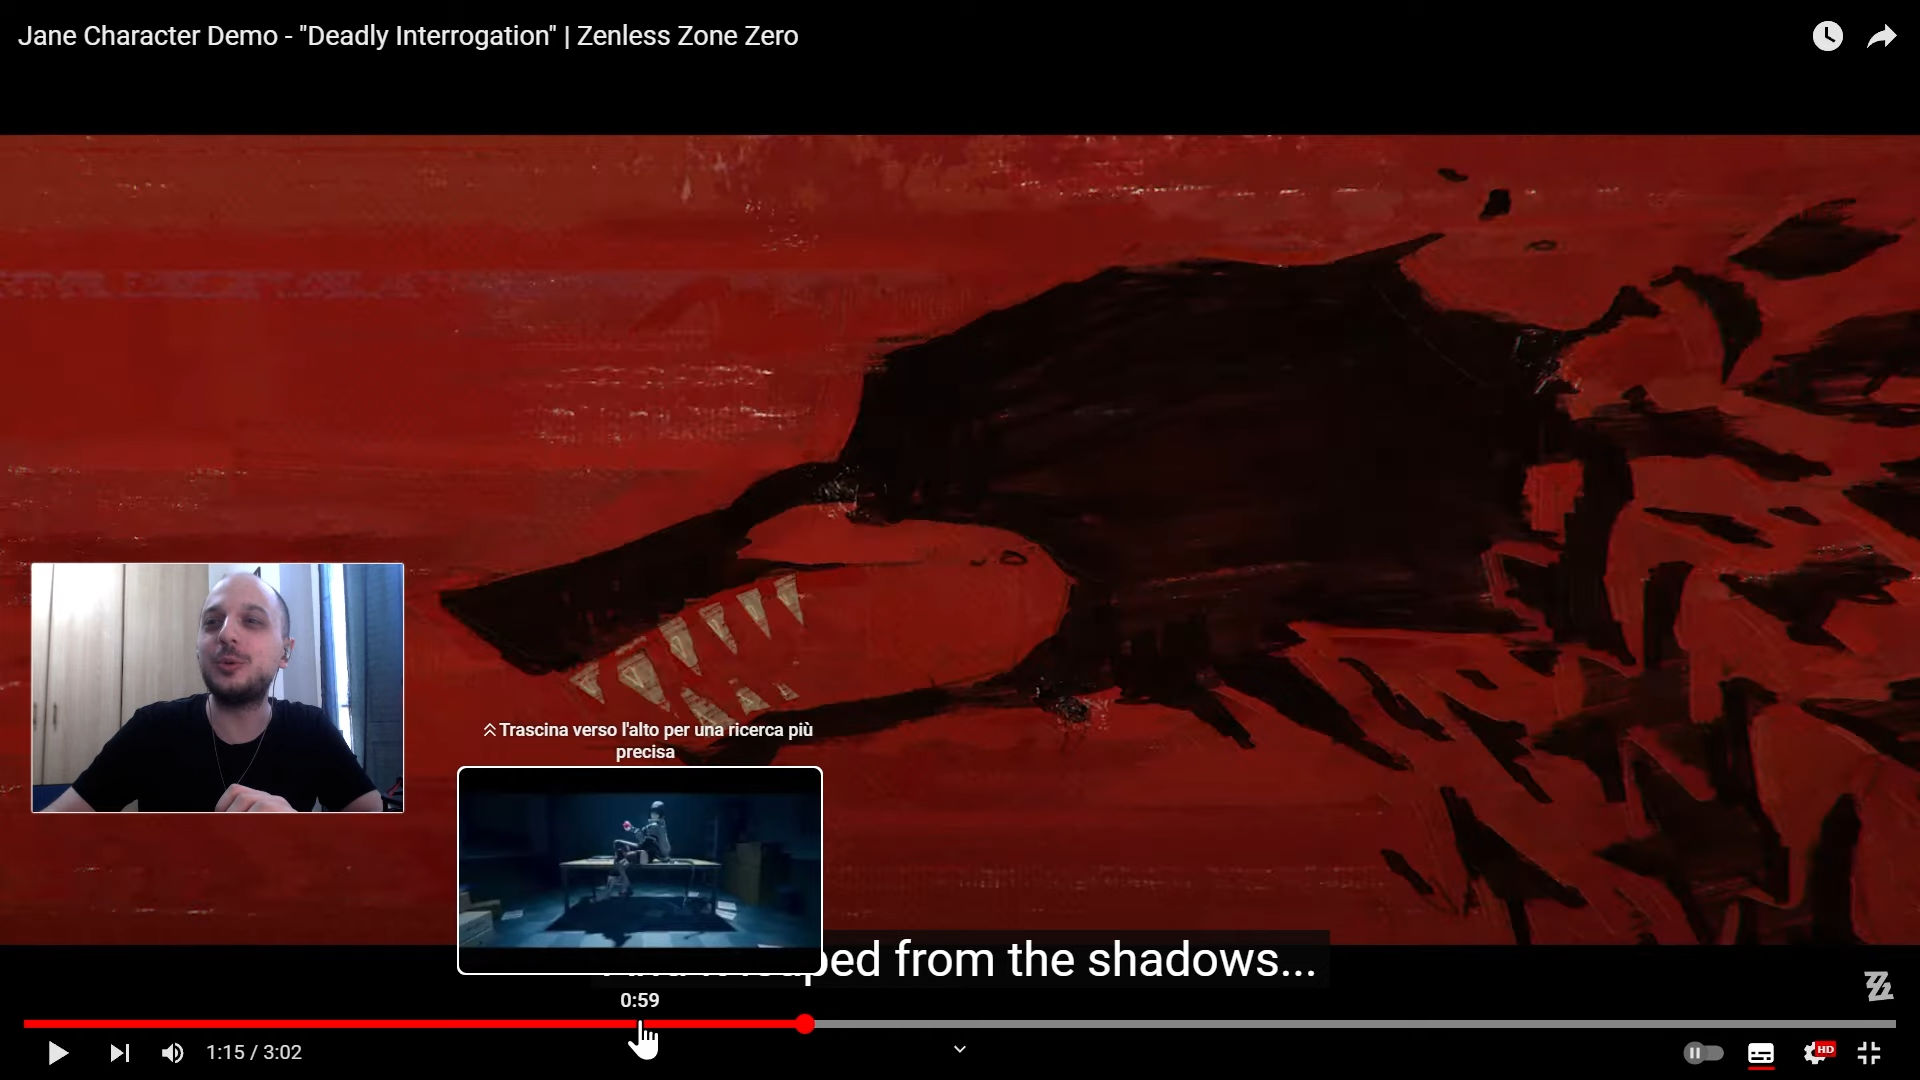 Jane Character Demo - "Deadly Interrogation" | Zenless Zone Zero
Trascina verso l'alto per una ricerca più
precisa
from the shadows...
0:59
1:15 / 3:02
HD